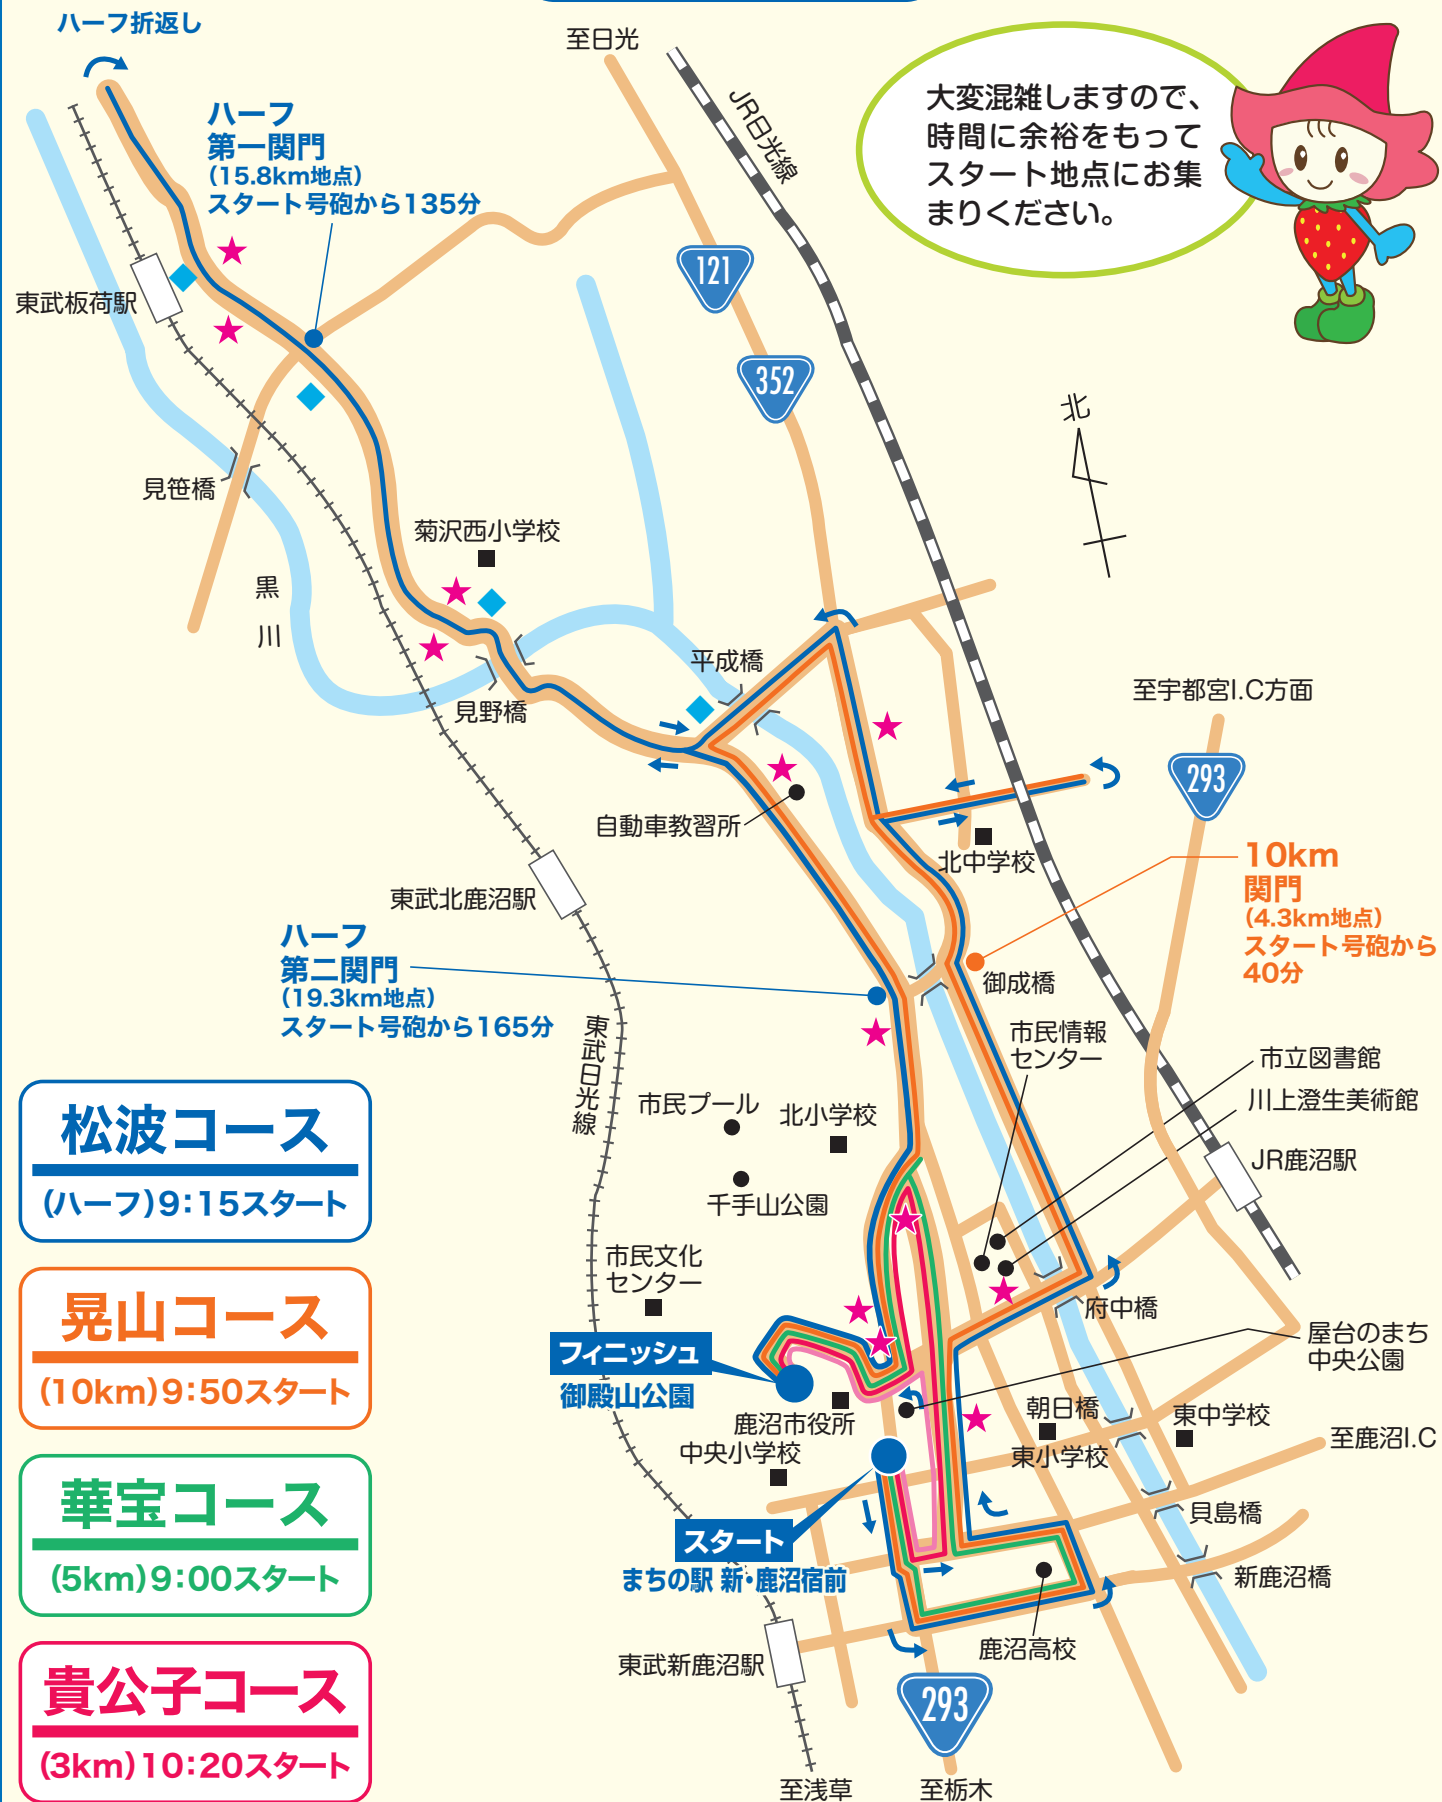 ハーフ折返し
至日光
JR日光線
大変混雑しますので、
時間に余裕をもって
スタート地点にお集
まりください。
ハーフ
第一関門
(15.8km地点)
スタート号砲から135分
121
東武板荷駅
352
北
見笹橋
菊沢西小学校
黒川
平成橋
見野橋
至宇都宮I.C方面
293
自動車教習所
北中学校
10km
関門
(4.3km地点)
スタート号砲から
40分
東武北鹿沼駅
ハーフ
第二関門
(19.3km地点)
スタート号砲から165分
御成橋
東武日光線
市民情報
センター
市立図書館
川上澄生美術館
市民プール
北小学校
JR鹿沼駅
千手山公園
市民文化
センター
府中橋
屋台のまち
中央公園
フィニッシュ
御殿山公園
鹿沼市役所
朝日橋
東中学校
中央小学校
東小学校
至鹿沼I.C
貝島橋
スタート
まちの駅 新・鹿沼宿前
新鹿沼橋
鹿沼高校
東武新鹿沼駅
293
至浅草
至栃木
松波コース
(ハーフ)9:15スタート
晃山コース
(10km)9:50スタート
華宝コース
(5km)9:00スタート
貴公子コース
(3km)10:20スタート